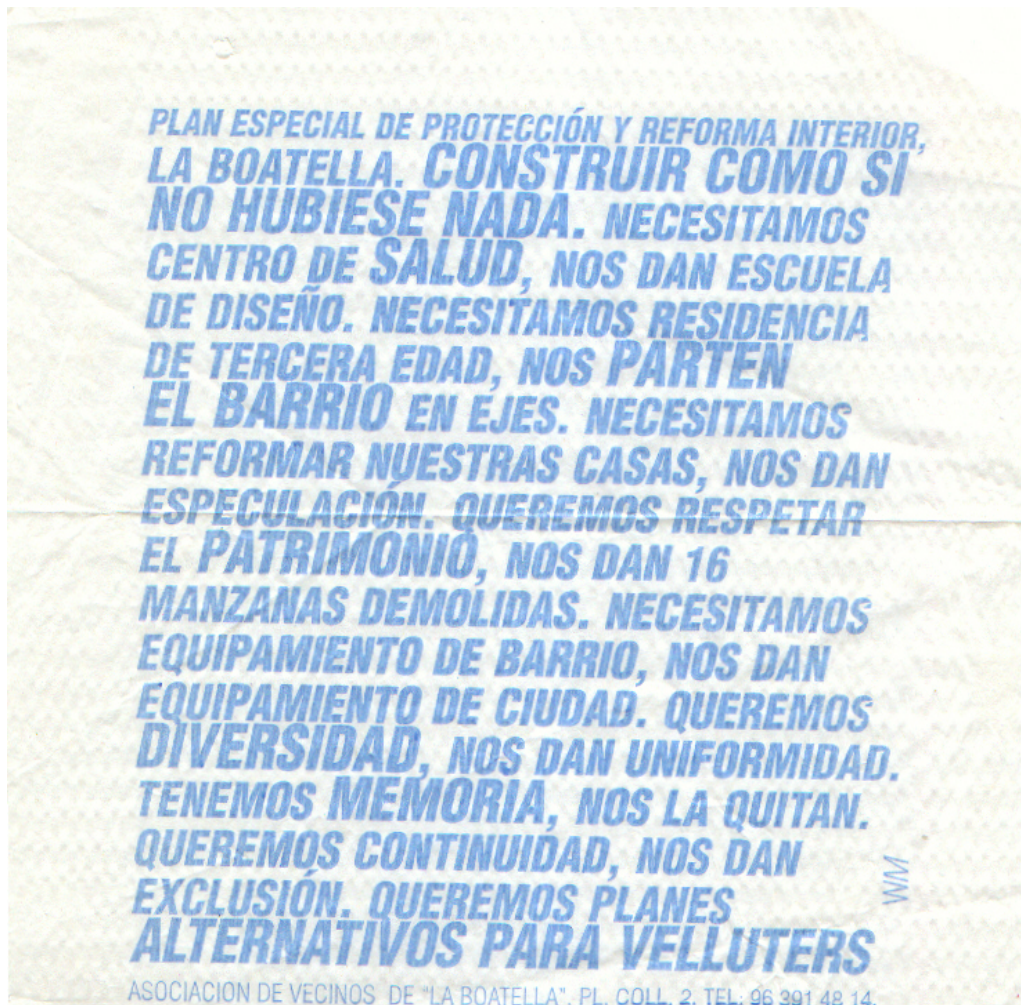 PLAN ESPECIAL DE PROTECCIÓN Y REFORMA INTERIOR,
LA BOATELLA. CONSTRUIR COMO SI
NO HUBIESE NADA. NECESITAMOS
CENTRO DE SALUD, NOS DAN ESCUELA
DE DISEÑO. NECESITAMOS RESIDENCIA
DE TERCERA EDAD, NOS PARTEN
EL BARRIO EN EJES. NECESITAMOS
REFORMAR NUESTRAS CASAS, NOS DAN
ESPECULACIÓN. QUEREMOS RESPETAR
EL PATRIMONIO, NOS DAN 16
MANZANAS DEMOLIDAS. NECESITAMOS
EQUIPAMIENTO DE BARRIO, NOS DAN
EQUIPAMIENTO DE CIUDAD. QUEREMOS
DIVERSIDAD, NOS DAN UNIFORMIDAD.
TENEMOS MEMORIA, NOS LA QUITAN.
QUEREMOS CONTINUIDAD, NOS DAN
EXCLUSIÓN. QUEREMOS PLANES
ALTERNATIVOS PARA VELLUTERS
WM
ASOCIACION DE VECINOS DE "LA BOATELLA". PL. COLL, 2. TEL: 96 391 48 14